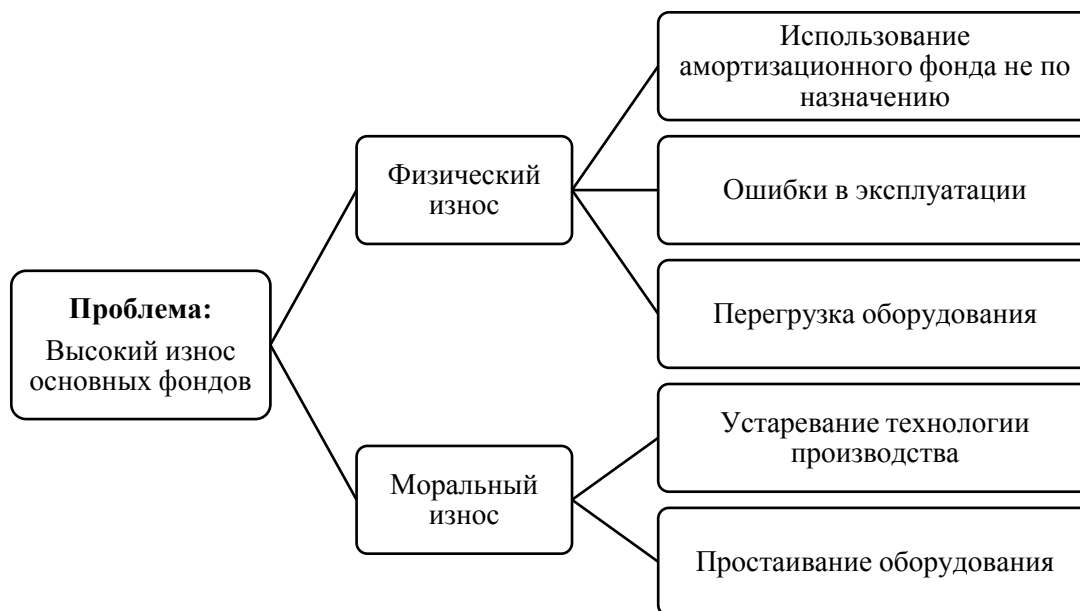 Проблема:
Высокий износ
основных фондов
Физический
износ
Использование
амортизационного фонда не по
назначению
Ошибки в эксплуатации
Перегрузка оборудования
Моральный
износ
Устаревание технологии
производства
Простаивание оборудования